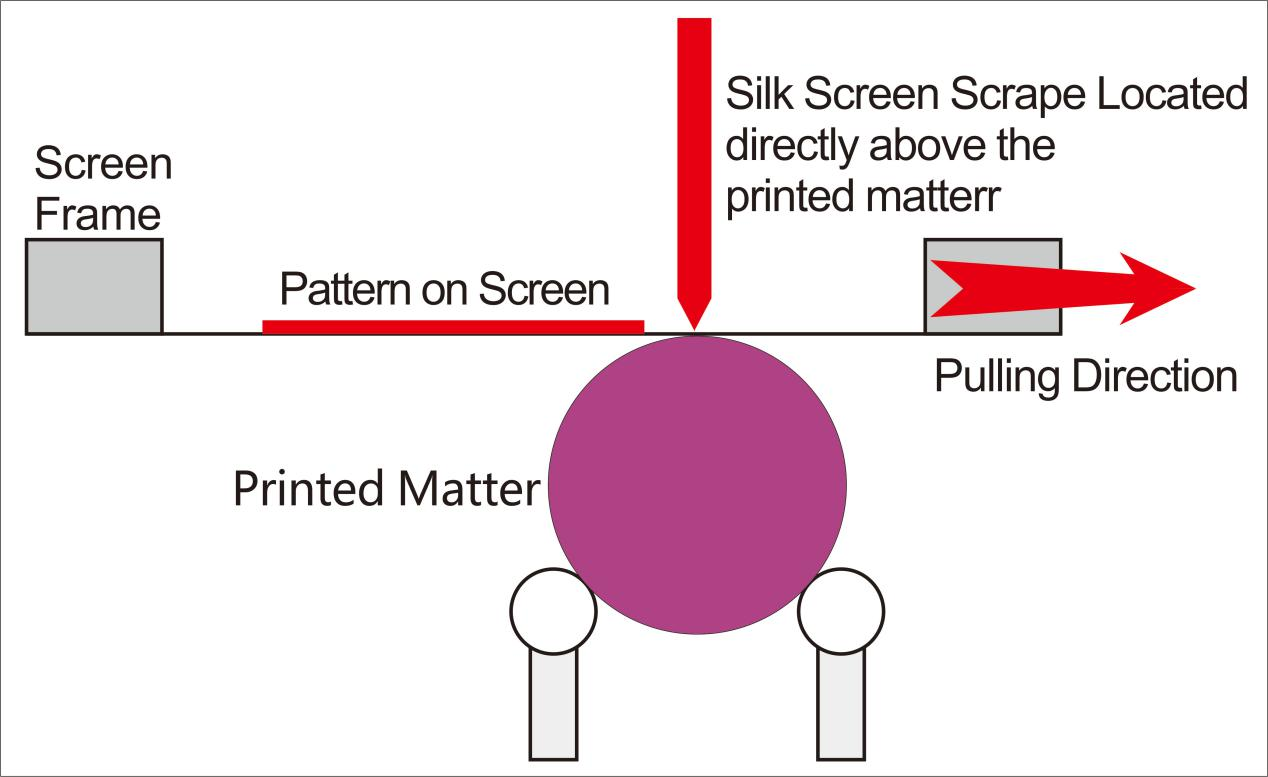 Silk Screen Scrape Located
directly above the
printed matterr
Screen
Frame
Pattern on Screen
Pulling Direction
Printed Matter